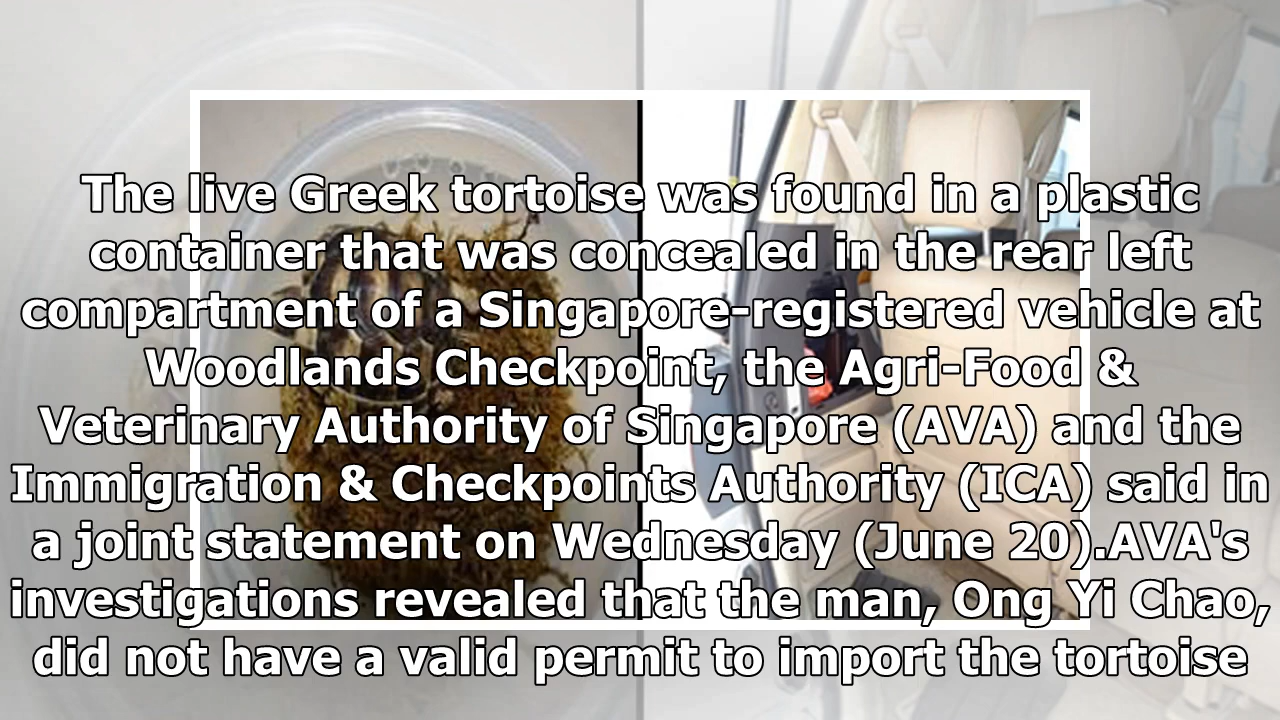 The live Greek tortoise was found in a plastic
container that was concealed in the rear left
compartment of a Singapore-registered vehicle at
Woodlands Checkpoint, the Agri-Food &
Veterinary Authority of Singapore (AVA) and the
Immigration & Checkpoints Authority (ICA) said in
a joint statement on Wednesday (June 20).AVA's
investigations revealed that the man, Ong Yi Chao,
did not have a valid permit to import the tortoise